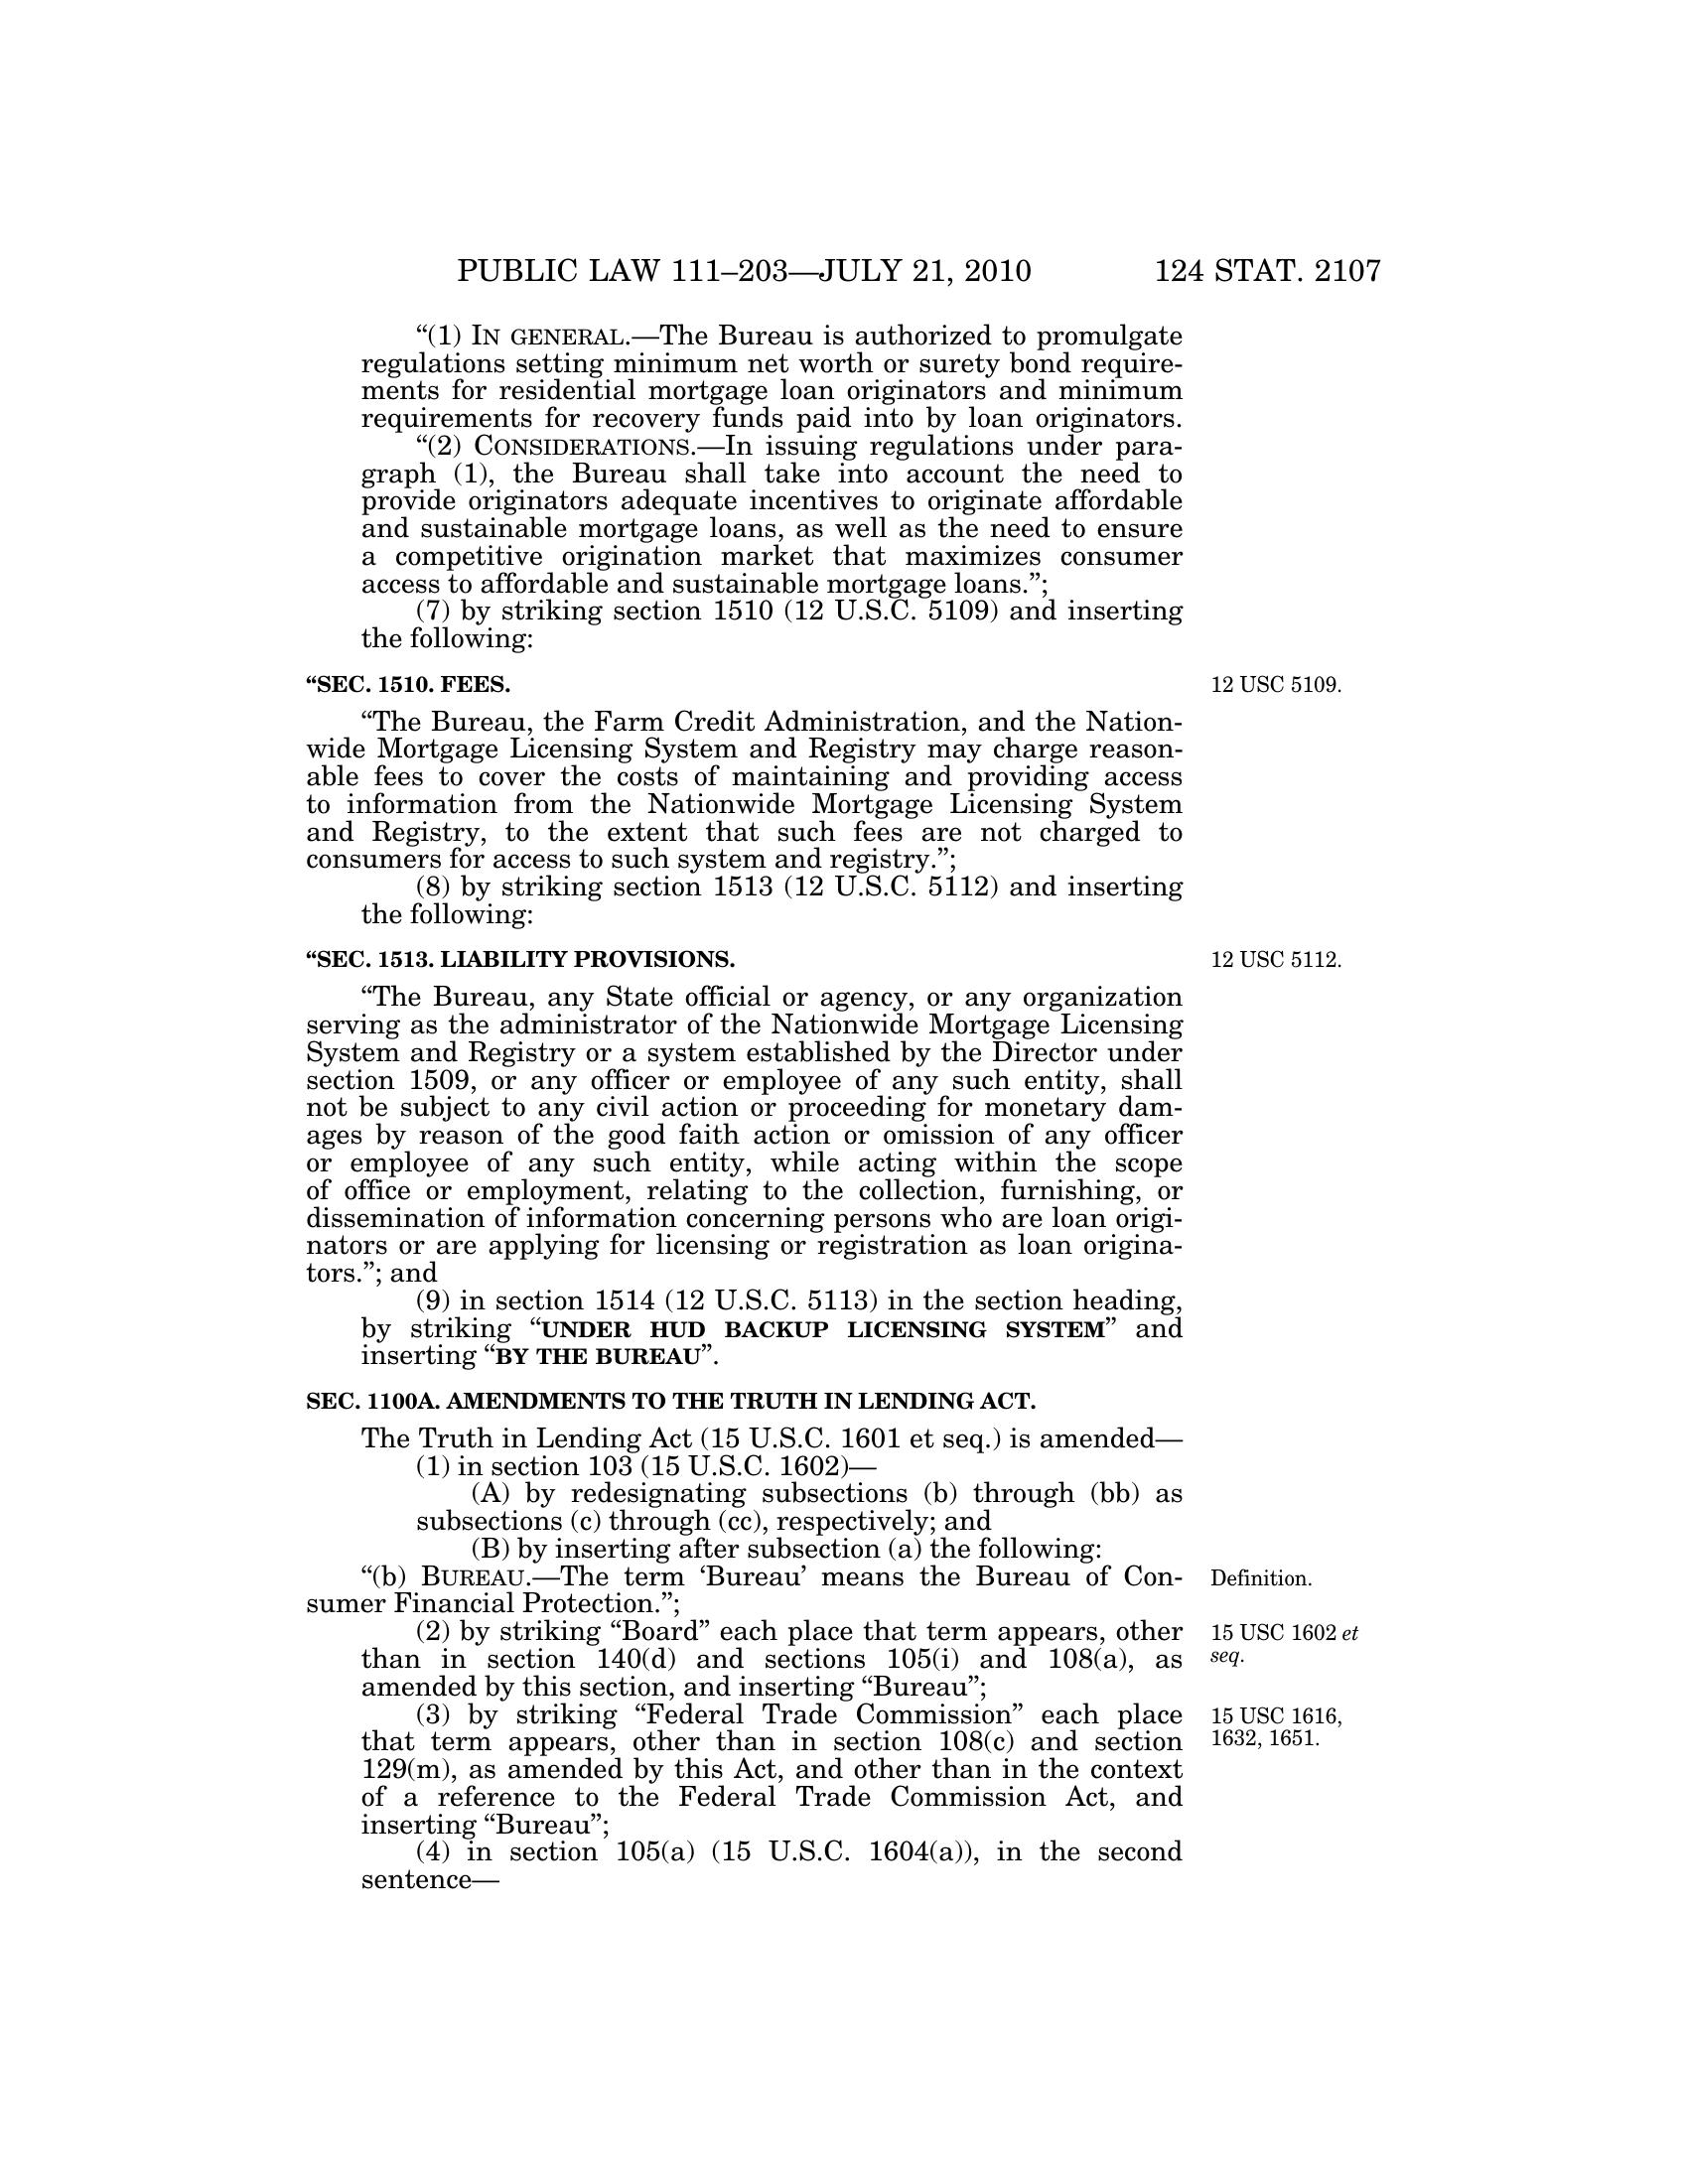 PUBLIC LAW 111–203—JULY 21, 2010 124 STAT. 2107
“(1) IN GENERAL.—The Bureau is authorized to promulgate
regulations setting minimum net worth or surety bond require-
ments for residential mortgage loan originators and minimum
requirements for recovery funds paid into by loan originators.
“(2) CONSIDERATIONS.—In issuing regulations under para-
graph (1), the Bureau shall take into account the need to
provide originators adequate incentives to originate affordable
and sustainable mortgage loans, as well as the need to ensure
a competitive origination market that maximizes consumer
access to affordable and sustainable mortgage loans.”;
(7) by striking section 1510 (12 U.S.C. 5109) and inserting
the following:
“SEC. 1510. FEES. 12 USC 5109.
“The Bureau, the Farm Credit Administration, and the Nation-
wide Mortgage Licensing System and Registry may charge reason-
able fees to cover the costs of maintaining and providing access
to information from the Nationwide Mortgage Licensing System
and Registry, to the extent that such fees are not charged to
consumers for access to such system and registry.”;
(8) by striking section 1513 (12 U.S.C. 5112) and inserting
the following:
“SEC. 1513. LIABILITY PROVISIONS. 12 USC 5112.
“The Bureau, any State official or agency, or any organization
serving as the administrator of the Nationwide Mortgage Licensing
System and Registry or a system established by the Director under
section 1509, or any officer or employee of any such entity, shall
not be subject to any civil action or proceeding for monetary dam-
ages by reason of the good faith action or omission of any officer
or employee of any such entity, while acting within the scope
of office or employment, relating to the collection, furnishing, or
dissemination of information concerning persons who are loan origi-
nators or are applying for licensing or registration as loan origina-
tors.”; and
(9) in section 1514 (12 U.S.C. 5113) in the section heading,
by striking “UNDER HUD BACKUP LICENSING SYSTEM” and
inserting “BY THE BUREAU”.
SEC. 1100A. AMENDMENTS TO THE TRUTH IN LENDING ACT.
The Truth in Lending Act (15 U.S.C. 1601 et seq.) is amended—
(1) in section 103 (15 U.S.C. 1602)—
(A) by redesignating subsections (b) through (bb) as
subsections (c) through (cc), respectively; and
(B) by inserting after subsection (a) the following:
“(b) BUREAU.—The term ‘Bureau’ means the Bureau of Con- Definition.
sumer Financial Protection.”;
(2) by striking “Board” each place that term appears, other 15 USC 1602 et
than in section 140(d) and sections 105(i) and 108(a), as seq.
amended by this section, and inserting “Bureau”;
(3) by striking “Federal Trade Commission” each place 15 USC 1616,
that term appears, other than in section 108(c) and section 1632, 1651.
129(m), as amended by this Act, and other than in the context
of a reference to the Federal Trade Commission Act, and
inserting “Bureau”;
(4) in section 105(a) (15 U.S.C. 1604(a)), in the second
sentence—